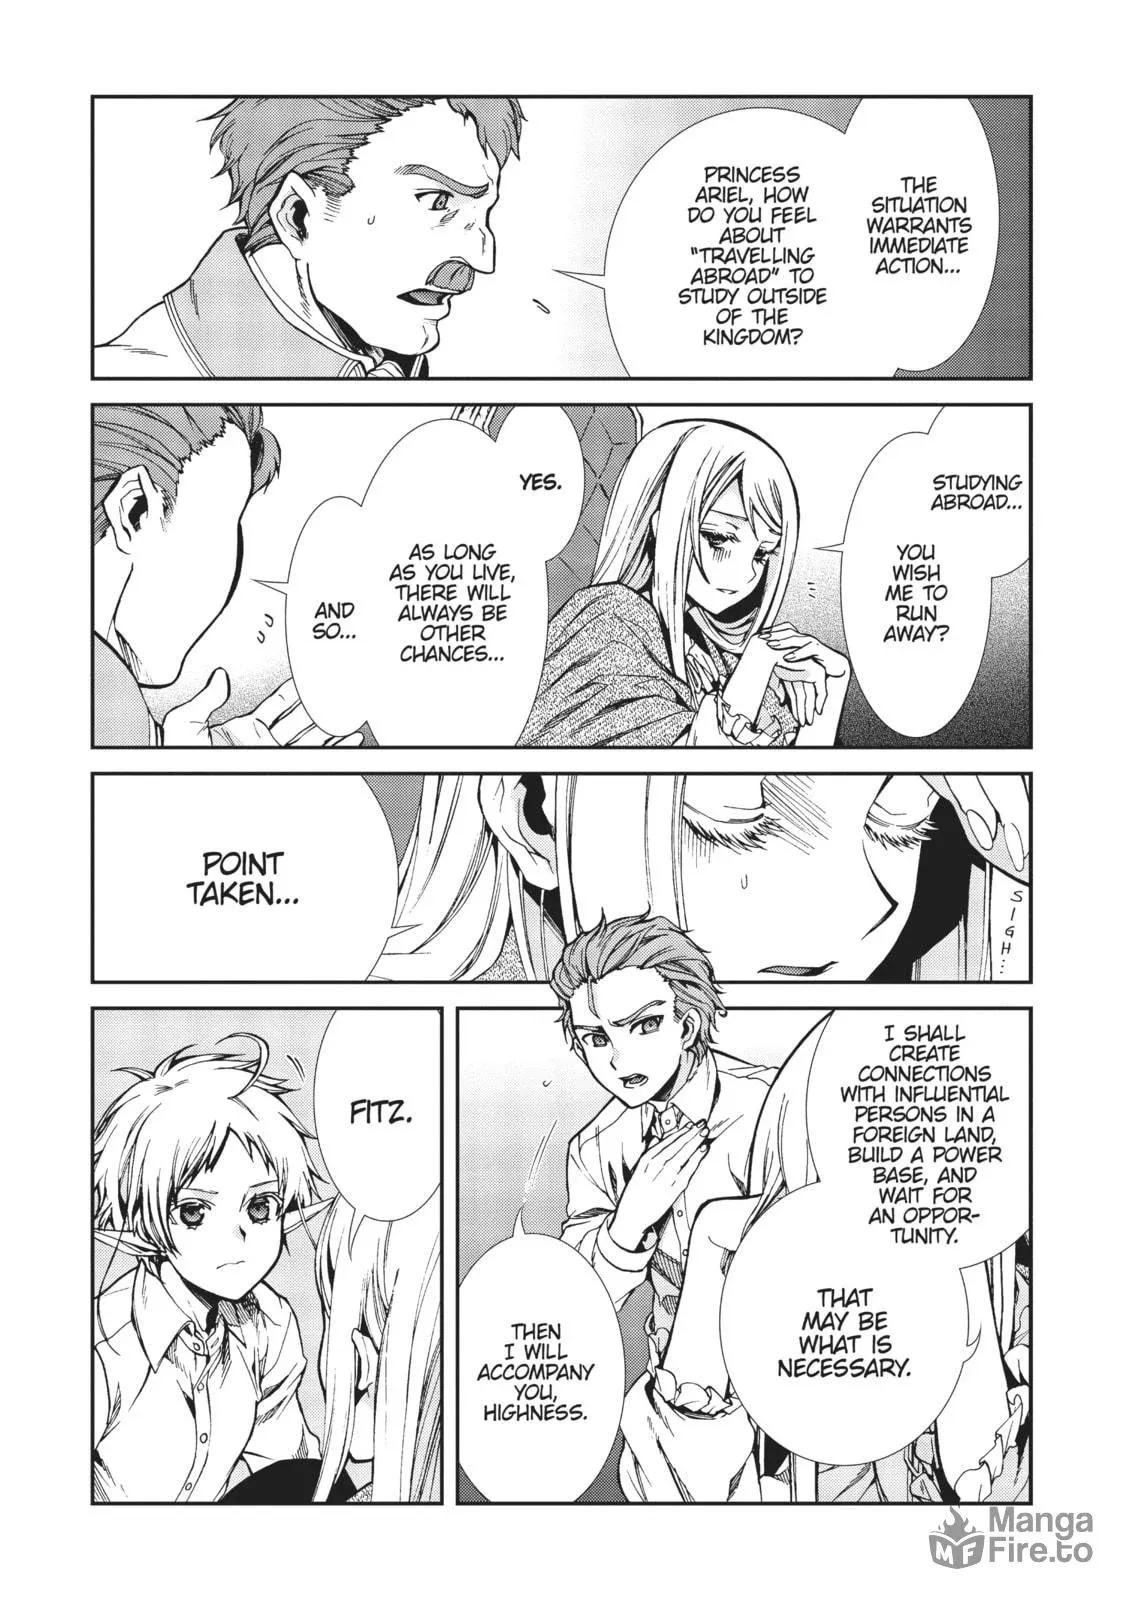 THE
SITUATION
WARRANTS
IMMEDIATE
ACTION...
PRINCESS
ARIEL, HOW
DO YOU FEEL
ABOUT
"TRAVELLING
ABROAD" TO
STUDY OUTSIDE
OF THE
KINGDOM?
STUDYING
ABROAD...
YOU
WISH
ME TO
RUN
AWAY?
YES.
AS LONG
AS YOU LIVE,
THERE WILL
ALWAYS BE
OTHER
CHANCES...
AND
SO...
SIGH...
POINT
TAKEN...
I SHALL
CREATE
CONNECTIONS
WITH INFLUENTIAL
PERSONS IN A
FOREIGN LAND,
BUILD A POWER
BASE, AND
WAIT FOR
AN OPPOR-
TUNITY.
THAT
MAY BE
WHAT IS
NECESSARY.
THEN
I WILL
ACCOMPANY
YOU,
HIGHNESS.
FITZ.
Manga
MF Fire.to